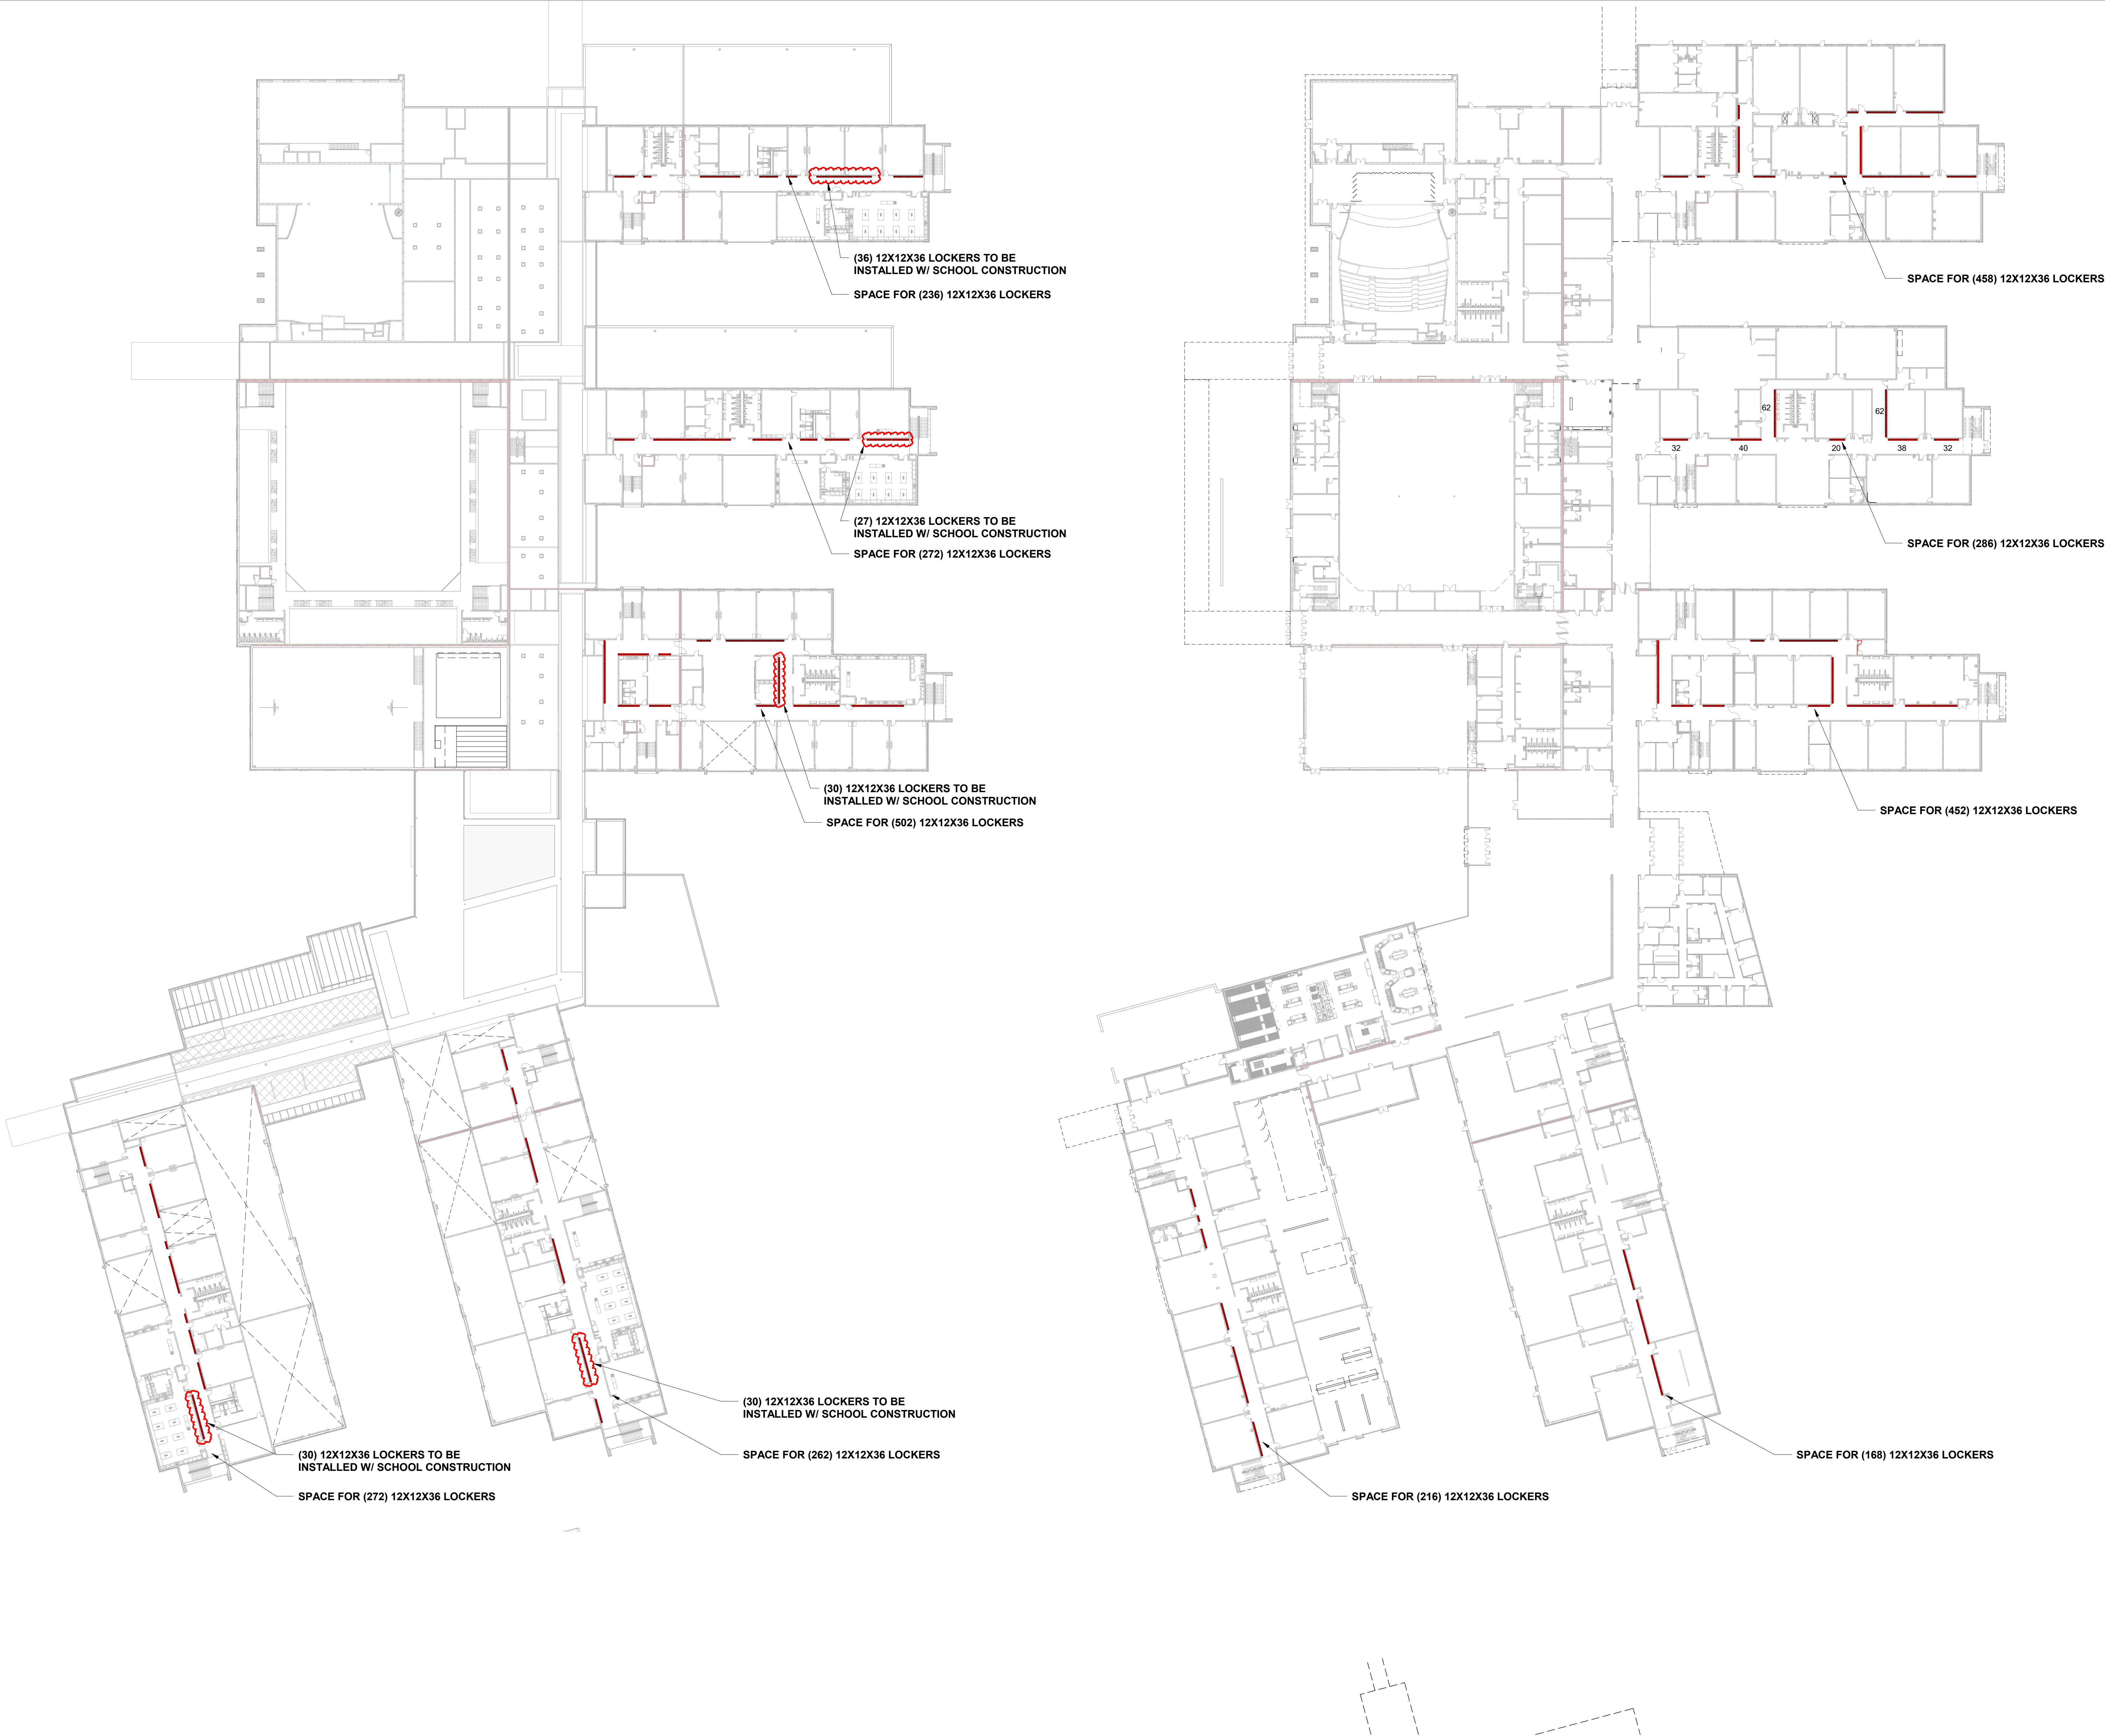 (36) 12X12X36 LOCKERS TO BE
INSTALLED W/ SCHOOL CONSTRUCTION
SPACE FOR (236) 12X12X36 LOCKERS
(27) 12X12X36 LOCKERS TO BE
INSTALLED W/ SCHOOL CONSTRUCTION
SPACE FOR (272) 12X12X36 LOCKERS
(30) 12X12X36 LOCKERS TO BE
INSTALLED W/ SCHOOL CONSTRUCTION
SPACE FOR (502) 12X12X36 LOCKERS
(30) 12X12X36 LOCKERS TO BE
INSTALLED W/ SCHOOL CONSTRUCTION
SPACE FOR (262) 12X12X36 LOCKERS
(30) 12X12X36 LOCKERS TO BE
INSTALLED W/ SCHOOL CONSTRUCTION
SPACE FOR (272) 12X12X36 LOCKERS
SPACE FOR (458) 12X12X36 LOCKERS
62
62
32
40
20
38
32
SPACE FOR (286) 12X12X36 LOCKERS
SPACE FOR (452) 12X12X36 LOCKERS
SPACE FOR (168) 12X12X36 LOCKERS
SPACE FOR (216) 12X12X36 LOCKERS